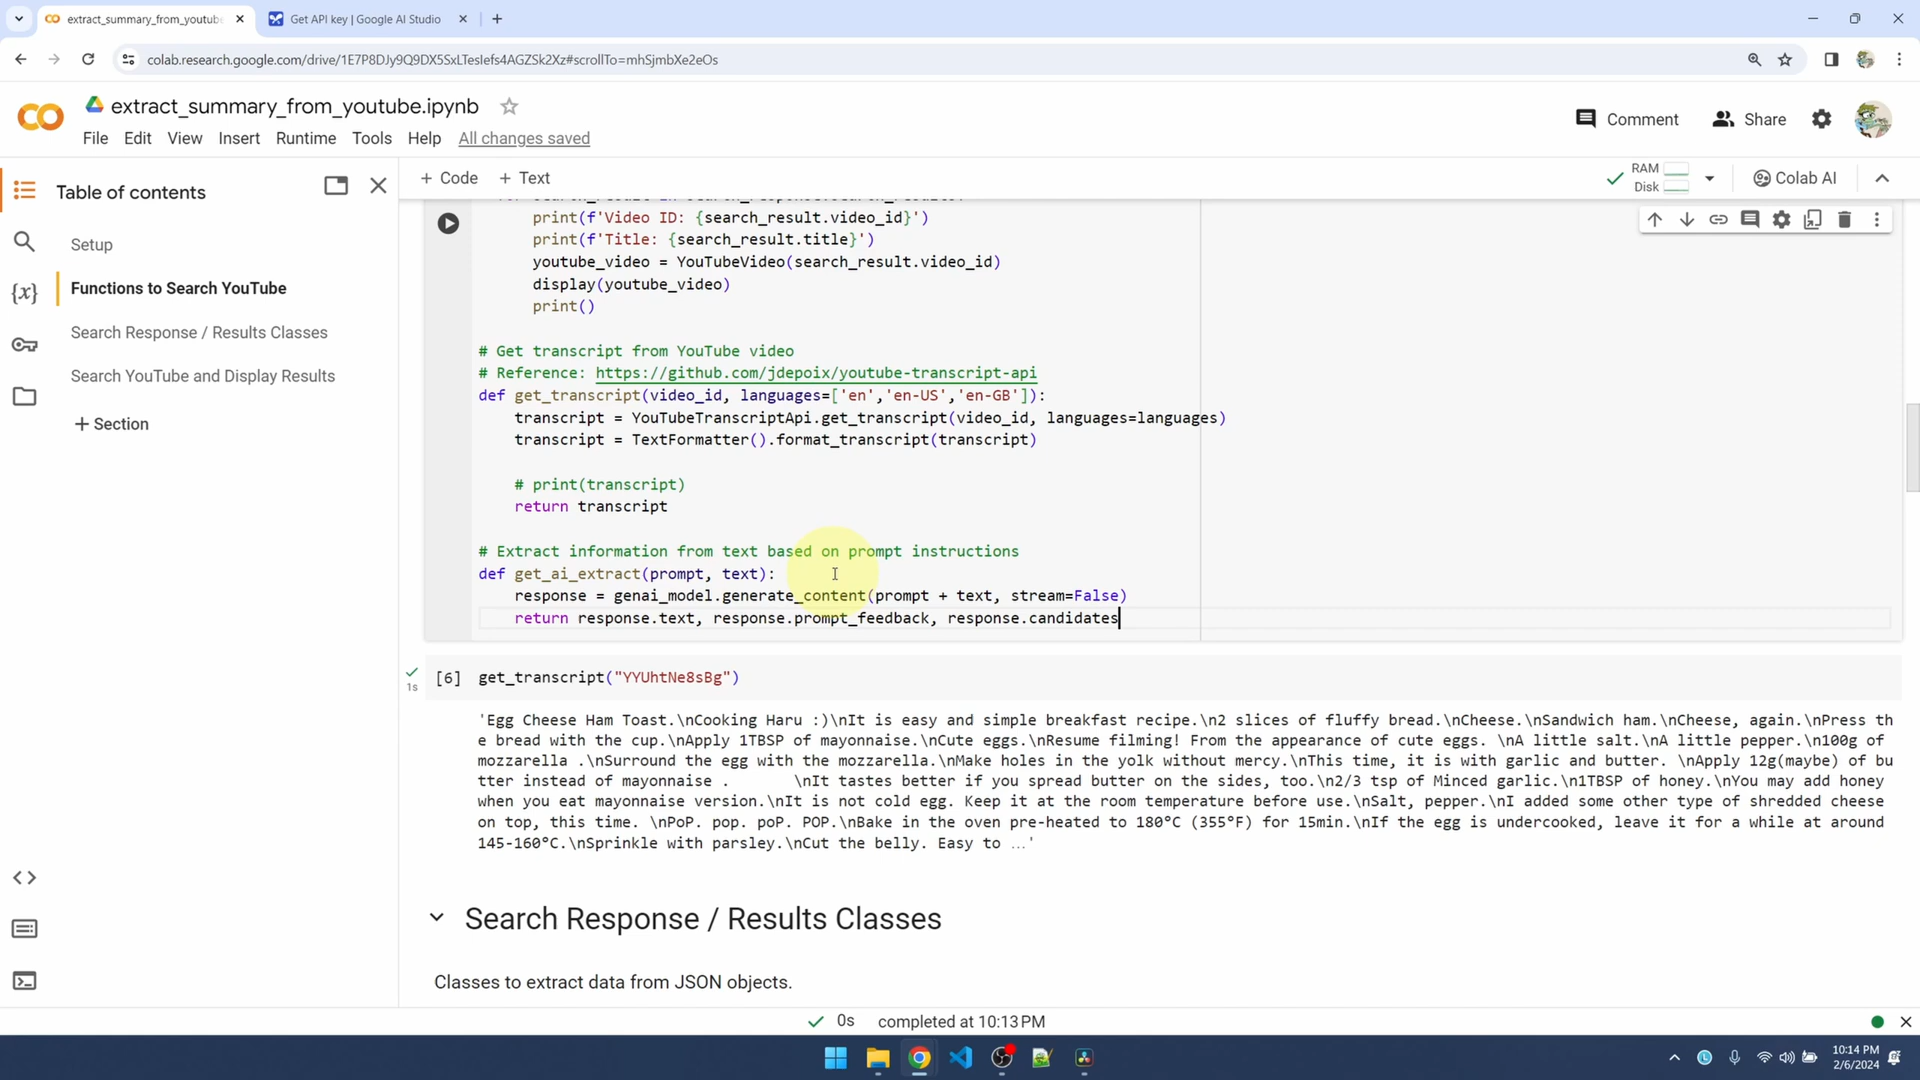 extract_summary_from_youtube
Get API key | Google AI Studio
colab.research.google.com/drive/1E7P8DJy9Q9DX5SxLTesIefs4AGZSk2Xz#scrollTo=mhSjmbXe2eOs
extract_summary_from_youtube.ipynb
Comment
Share
File Edit View Insert Runtime Tools Help All changes saved
Table of contents
+ Code + Text
RAM
Disk
Colab AI
Setup
Functions to Search YouTube
Search Response / Results Classes
Search YouTube and Display Results
+ Section
{x}
for search_result in search_response.search_results:
print(f'Video ID: {search_result.video_id}')
print(f'Title: {search_result.title}')
youtube_video = YouTubeVideo(search_result.video_id)
display(youtube_video)
print()
# Get transcript from YouTube video
# Reference: https://github.com/jdepoix/youtube-transcript-api
def get_transcript(video_id, languages=['en','en-US','en-GB']):
transcript = YouTubeTranscriptApi.get_transcript(video_id, languages=languages)
transcript = TextFormatter().format_transcript(transcript)
# print(transcript)
return transcript
# Extract information from text based on prompt instructions
def get_ai_extract(prompt, text):
response = genai_model.generate_content(prompt + text, stream=False)
return response.text, response.prompt_feedback, response.candidates
1s
[6] get_transcript("YYUhtNe8sBg")
'Egg Cheese Ham Toast.\nCooking Haru :)\nIt is easy and simple breakfast recipe.\n2 slices of fluffy bread.\nCheese.\nSandwich ham.\nCheese, again.\nPress th
e bread with the cup.\nApply 1TBSP of mayonnaise.\nCute eggs.\nResume filming! From the appearance of cute eggs. \nA little salt.\nA little pepper.\n100g of
mozzarella .\nSurround the egg with the mozzarella.\nMake holes in the yolk without mercy.\nThis time, it is with garlic and butter. \nApply 12g(maybe) of bu
tter instead of mayonnaise . \nIt tastes better if you spread butter on the sides, too.\n2/3 tsp of Minced garlic.\n1TBSP of honey.\nYou may add honey
when you eat mayonnaise version.\nIt is not cold egg. Keep it at the room temperature before use.\nSalt, pepper.\nI added some other type of shredded cheese
on top, this time. \nPoP. pop. poP. POP.\nBake in the oven pre-heated to 180°C (355°F) for 15min.\nIf the egg is undercooked, leave it for a while at around
145-160°C.\nSprinkle with parsley.\nCut the belly. Easy to …'
Search Response / Results Classes
Classes to extract data from JSON objects.
0s completed at 10:13 PM
10:14 PM
2/6/2024